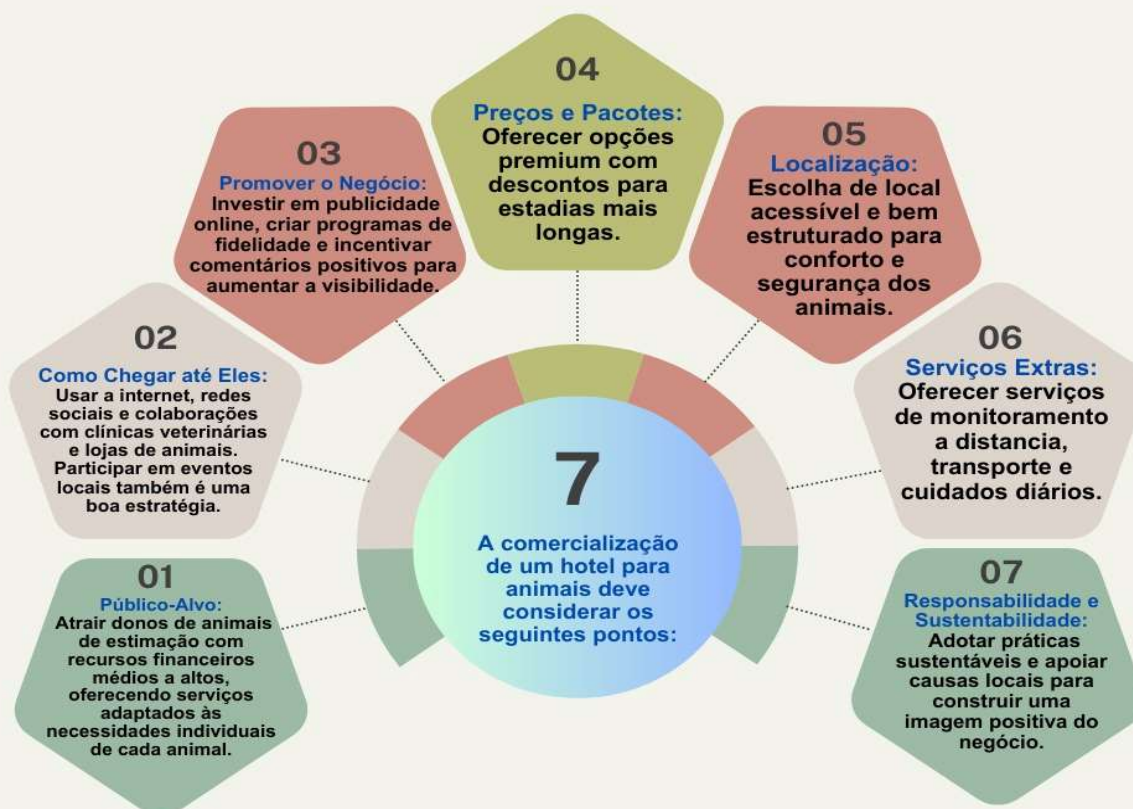 7
A comercialização
de um hotel para
animais deve
considerar os
seguintes pontos:
01
Público-Alvo:
Atrair donos de animais
de estimação com
recursos financeiros
médios a altos,
oferecendo serviços
adaptados às
necessidades individuais
de cada animal.
02
Como Chegar até Eles:
Usar a internet, redes
sociais e colaborações
com clínicas veterinárias
e lojas de animais.
Participar em eventos
locais também é uma
boa estratégia.
03
Promover o Negócio:
Investir em publicidade
online, criar programas de
fidelidade e incentivar
comentários positivos para
aumentar a visibilidade.
04
Preços e Pacotes:
Oferecer opções
premium com
descontos para
estadias mais
longas.
05
Localização:
Escolha de local
acessível e bem
estruturado para
conforto e
segurança dos
animais.
06
Serviços Extras:
Oferecer serviços
de monitoramento
a distancia,
transporte e
cuidados diários.
07
Responsabilidade e
Sustentabilidade:
Adotar práticas
sustentáveis e apoiar
causas locais para
construir uma
imagem positiva do
negócio.